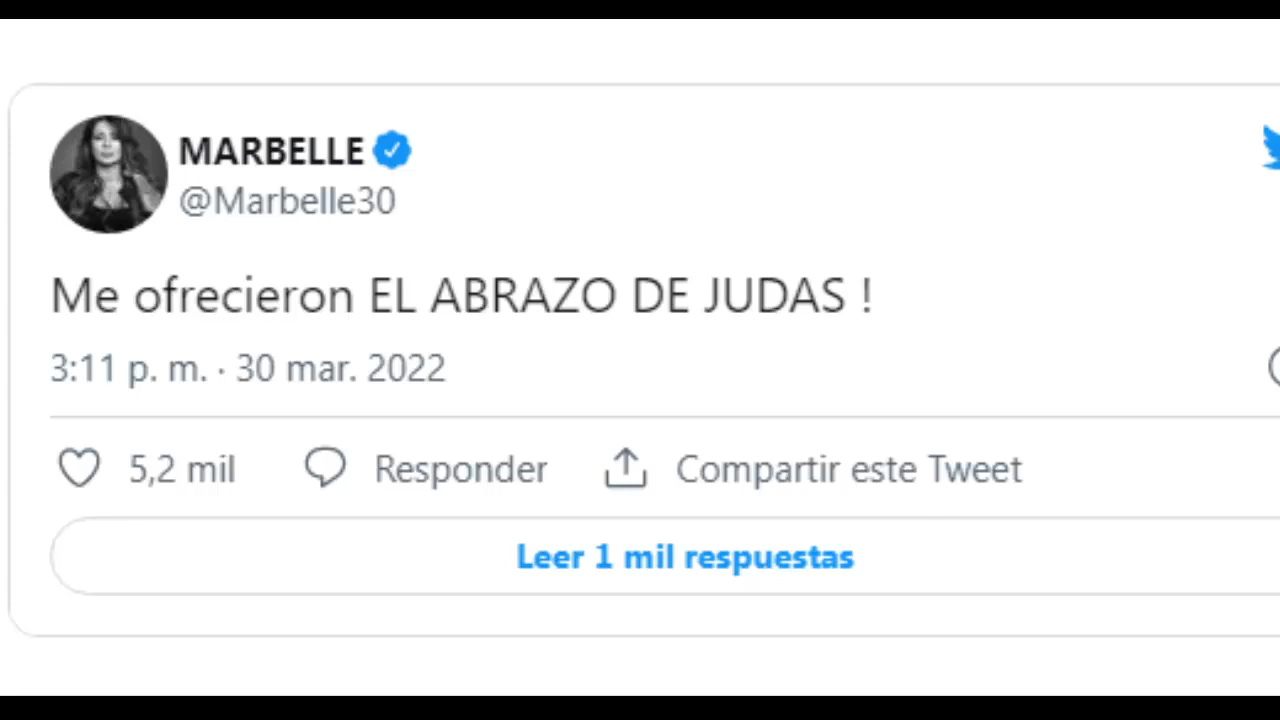 MARBELLE
@Marbelle30
Me ofrecieron EL ABRAZO DE JUDAS !
3:11 p. m. · 30 mar. 2022
5,2 mil Responder Compartir este Tweet
Leer 1 mil respuestas